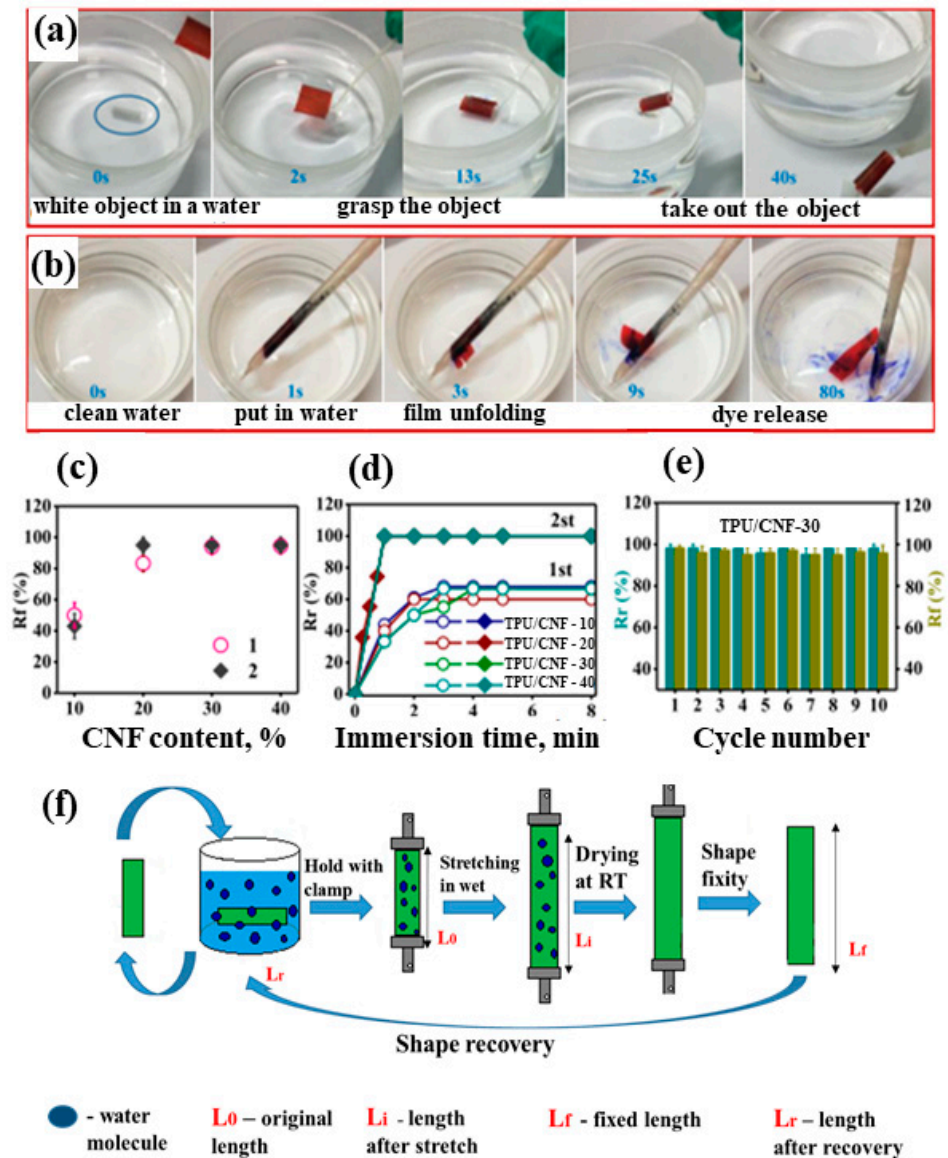 (a)
0s 2s 13s 25s 40s
white object in a water grasp the object take out the object
(b)
0s 1s 3s 9s 80s
clean water put in water film unfolding dye release
(c) (d) (e)
120
100
80
60
40
20
0
Rf (%)
1
2
10 20 30 40
CNF content, %
120
100
80
60
40
20
0
Rr (%)
2st
1st
TPU/CNF - 10
TPU/CNF - 20
TPU/CNF - 30
TPU/CNF - 40
0 2 4 6 8
Immersion time, min
120
100
80
60
40
Rr (%)
TPU/CNF-30
120
100
80
60
40
Rf (%)
1 2 3 4 5 6 7 8 9 10
Cycle number
(f)
Hold with
clamp
Stretching
in wet
Drying
at RT
Shape
fixity
L0
Li
Lf
Lr
Shape recovery
- water
molecule
L0 – original
length
Li - length
after stretch
Lf - fixed length
Lr – length
after recovery